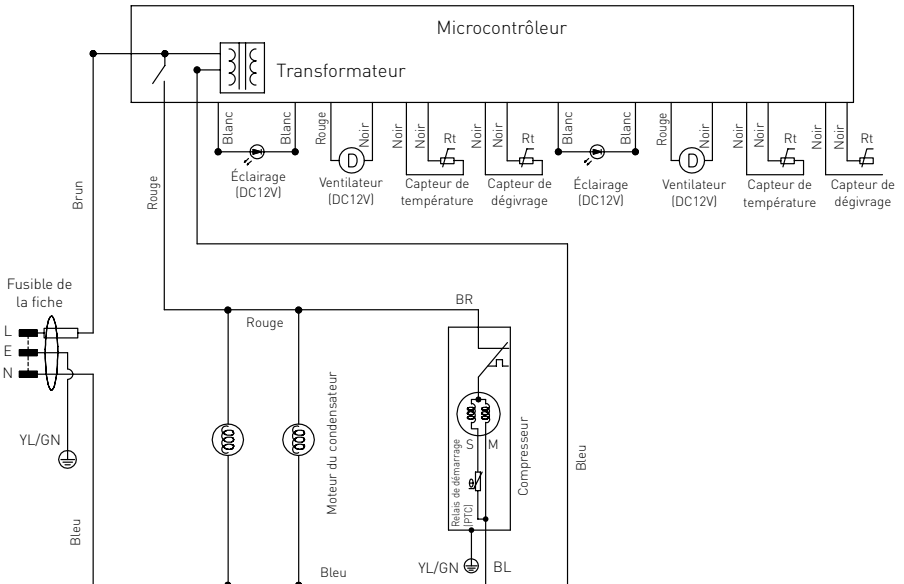 Microcontrôleur
Transformateur
Blanc
Blanc
Rouge
Noir
Noir
Noir
Noir
Noir
Blanc
Blanc
Rouge
Noir
Noir
Noir
Noir
Noir
Rt
Rt
Rt
Rt
D
D
Éclairage
(DC12V)
Ventilateur
(DC12V)
Capteur de
température
Capteur de
dégivrage
Éclairage
(DC12V)
Ventilateur
(DC12V)
Capteur de
température
Capteur de
dégivrage
Brun
Rouge
Fusible de
la fiche
L
E
N
YL/GN
Bleu
Rouge
BR
Moteur du condensateur
S
M
Relais de démarrage
(PTC)
Compresseur
Bleu
YL/GN
BL
Bleu